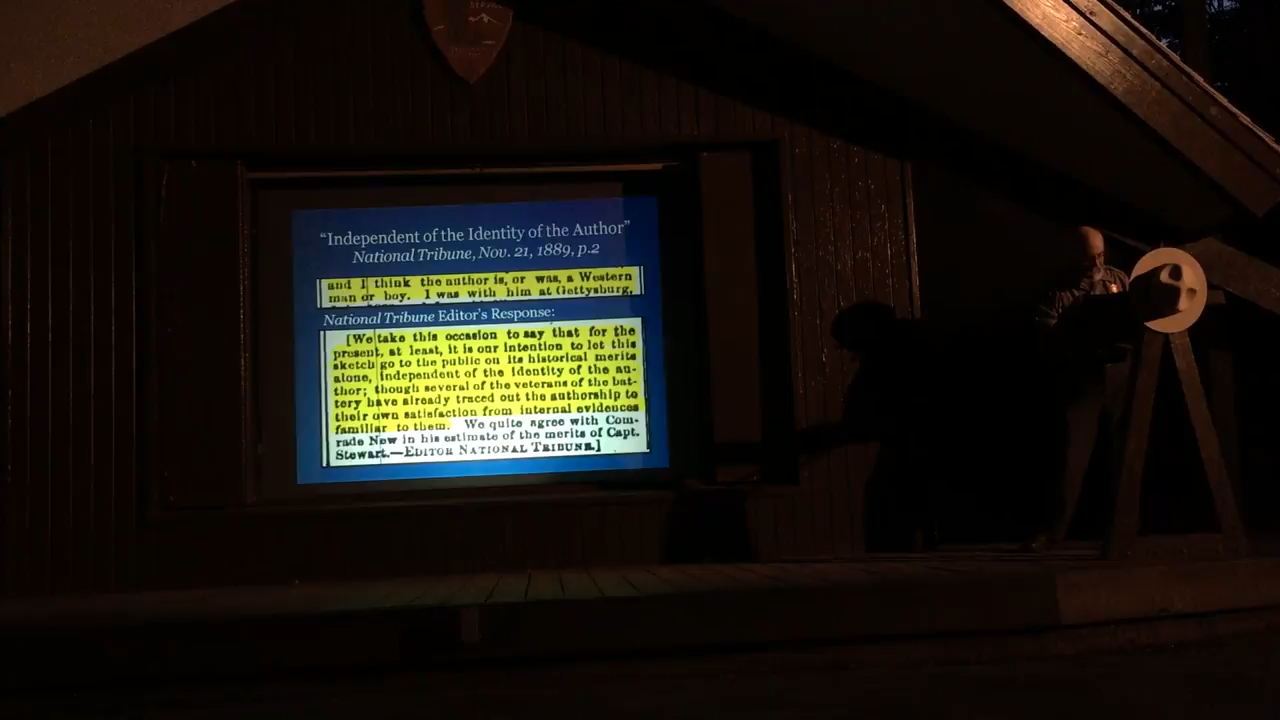 SERVICE
“Independent of the Identity of the Author”
National Tribune, Nov. 21, 1889, p.2
and I think the author is, or was, a Western
man or boy. I was with him at Gettysburg,
National Tribune Editor's Response:
[We take this occasion to say that for the
present, at least, it is our intention to let this
sketch go to the public on its historical merits
alone, independent of the identity of the au-
thor; though several of the veterans of the bat-
tery have already traced out the authorship to
their own satisfaction from internal evidences
familiar to them. We quite agree with Com-
rade New in his estimate of the merits of Capt.
Stewart.—EDITOR NATIONAL TRIBUNE.]